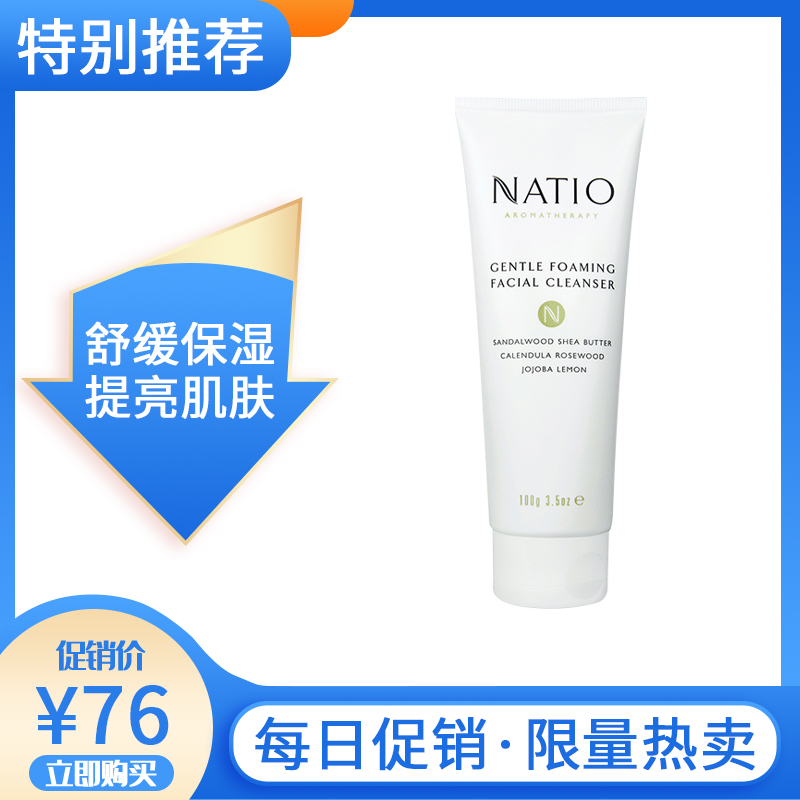 特别推荐
NATIO
AROMATHERAPY
GENTLE FOAMING
FACIAL CLEANSER
N
SANDALWOOD SHEA BUTTER
CALENDULA ROSEWOOD
JOJOBA LEMON
100g 3.5oz ℮
舒缓保湿
提亮肌肤
促销价
¥76
立即购买
每日促销·限量热卖